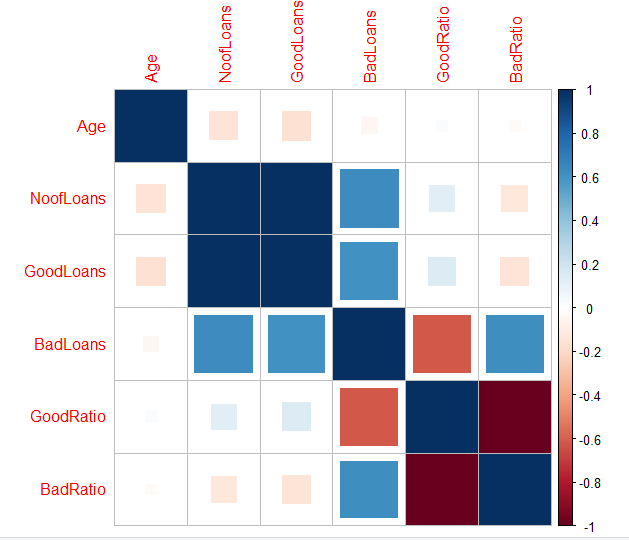 Age
NoofLoans
GoodLoans
BadLoans
GoodRatio
BadRatio
Age
NoofLoans
GoodLoans
BadLoans
GoodRatio
BadRatio
1
0.8
0.6
0.4
0.2
0
-0.2
-0.4
-0.6
-0.8
-1